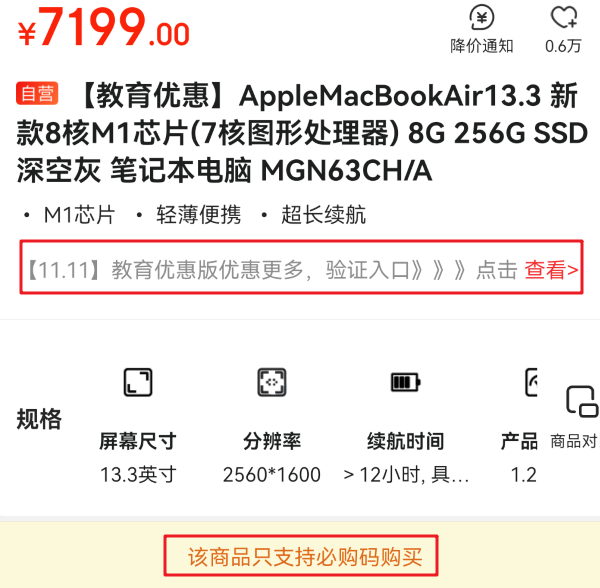 ¥7199.00
降价通知
0.6万
自营 【教育优惠】AppleMacBookAir13.3 新
款8核M1芯片(7核图形处理器) 8G 256G SSD
深空灰 笔记本电脑 MGN63CH/A
· M1芯片 · 轻薄便携 · 超长续航
【11.11】教育优惠版优惠更多，验证入口》》》点击 查看>
规格
屏幕尺寸
13.3英寸
分辨率
2560*1600
续航时间
> 12小时, 具...
产品
1.2
商品对
该商品只支持必购码购买